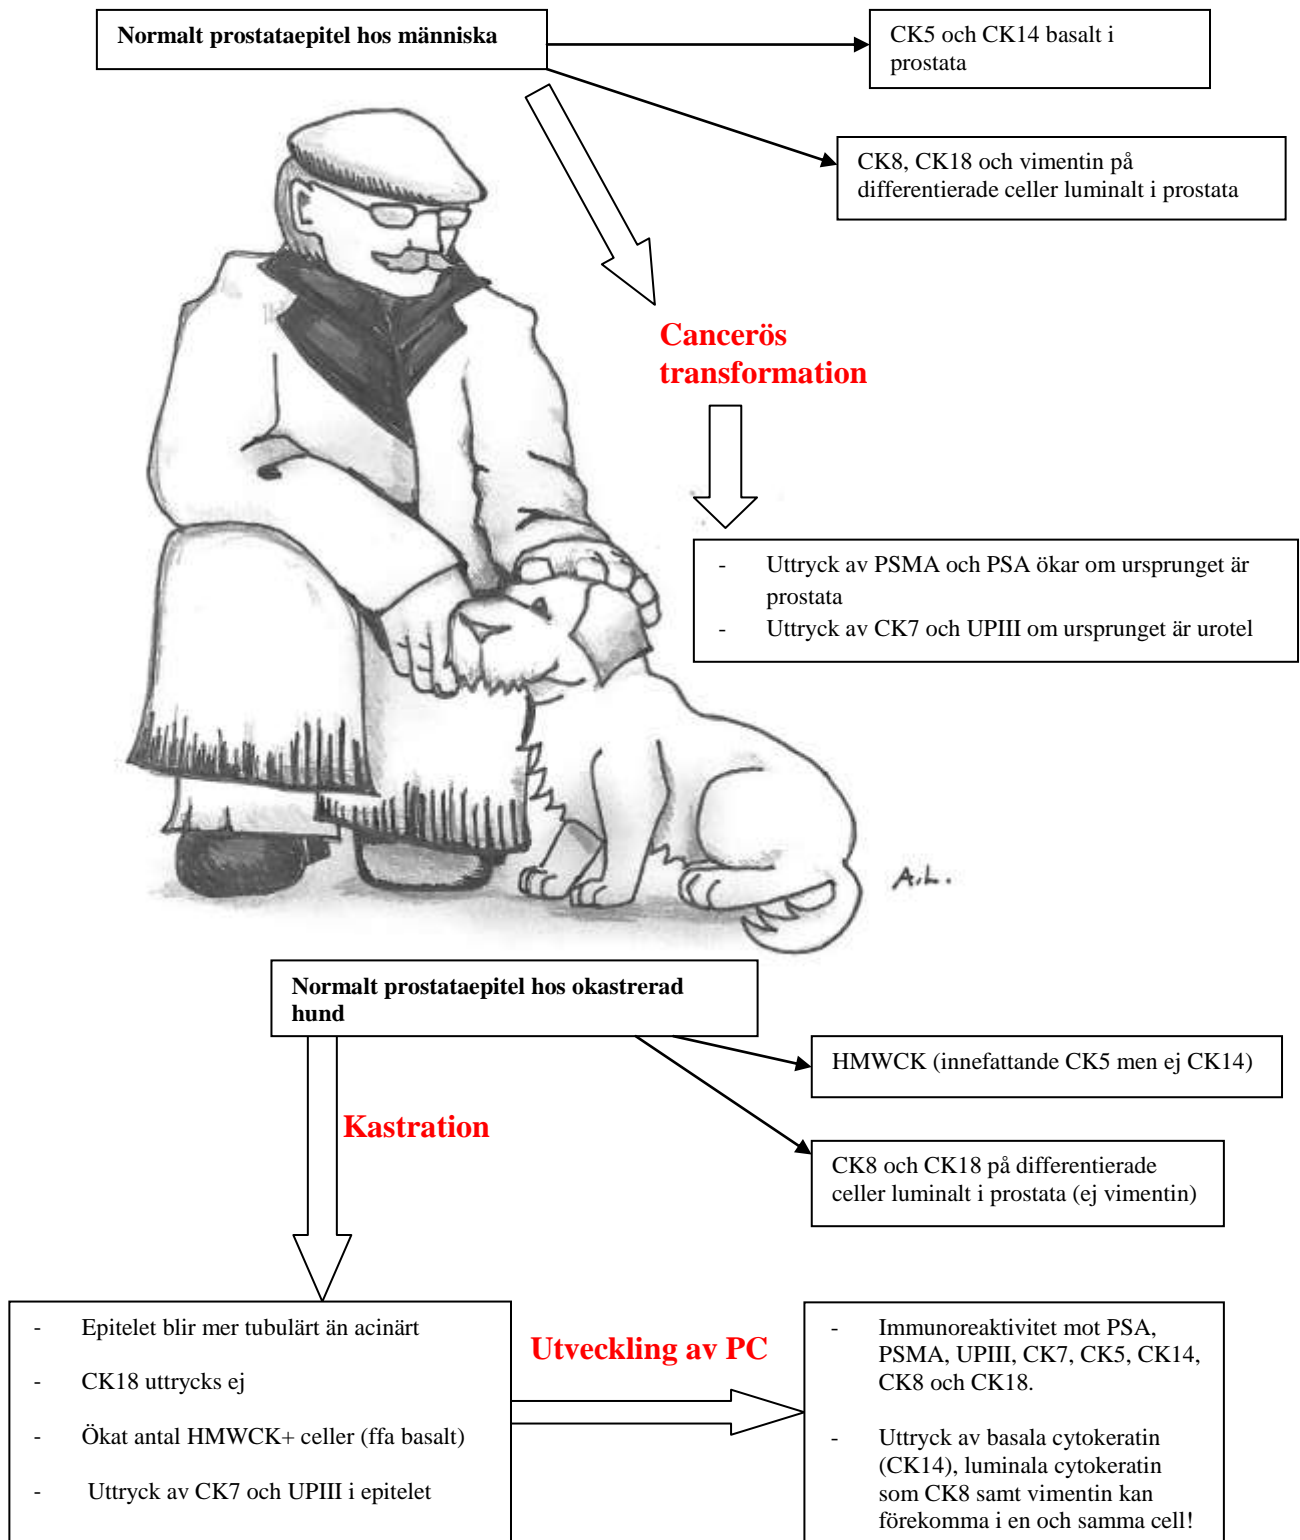 Normalt prostataepitel hos människa
CK5 och CK14 basalt i
prostata
CK8, CK18 och vimentin på
differentierade celler luminalt i prostata
Cancerös
transformation
- Uttryck av PSMA och PSA ökar om ursprunget är
prostata
- Uttryck av CK7 och UPIII om ursprunget är urotel
A.L.
Normalt prostataepitel hos okastrerad
hund
HMWCK (innefattande CK5 men ej CK14)
Kastration
CK8 och CK18 på differentierade
celler luminalt i prostata (ej vimentin)
- Epitelet blir mer tubulärt än acinärt
- CK18 uttrycks ej
- Ökat antal HMWCK+ celler (ffa basalt)
- Uttryck av CK7 och UPIII i epitelet
Utveckling av PC
- Immunoreaktivitet mot PSA,
PSMA, UPIII, CK7, CK5, CK14,
CK8 och CK18.
- Uttryck av basala cytokeratin
(CK14), luminala cytokeratin
som CK8 samt vimentin kan
förekomma i en och samma cell!